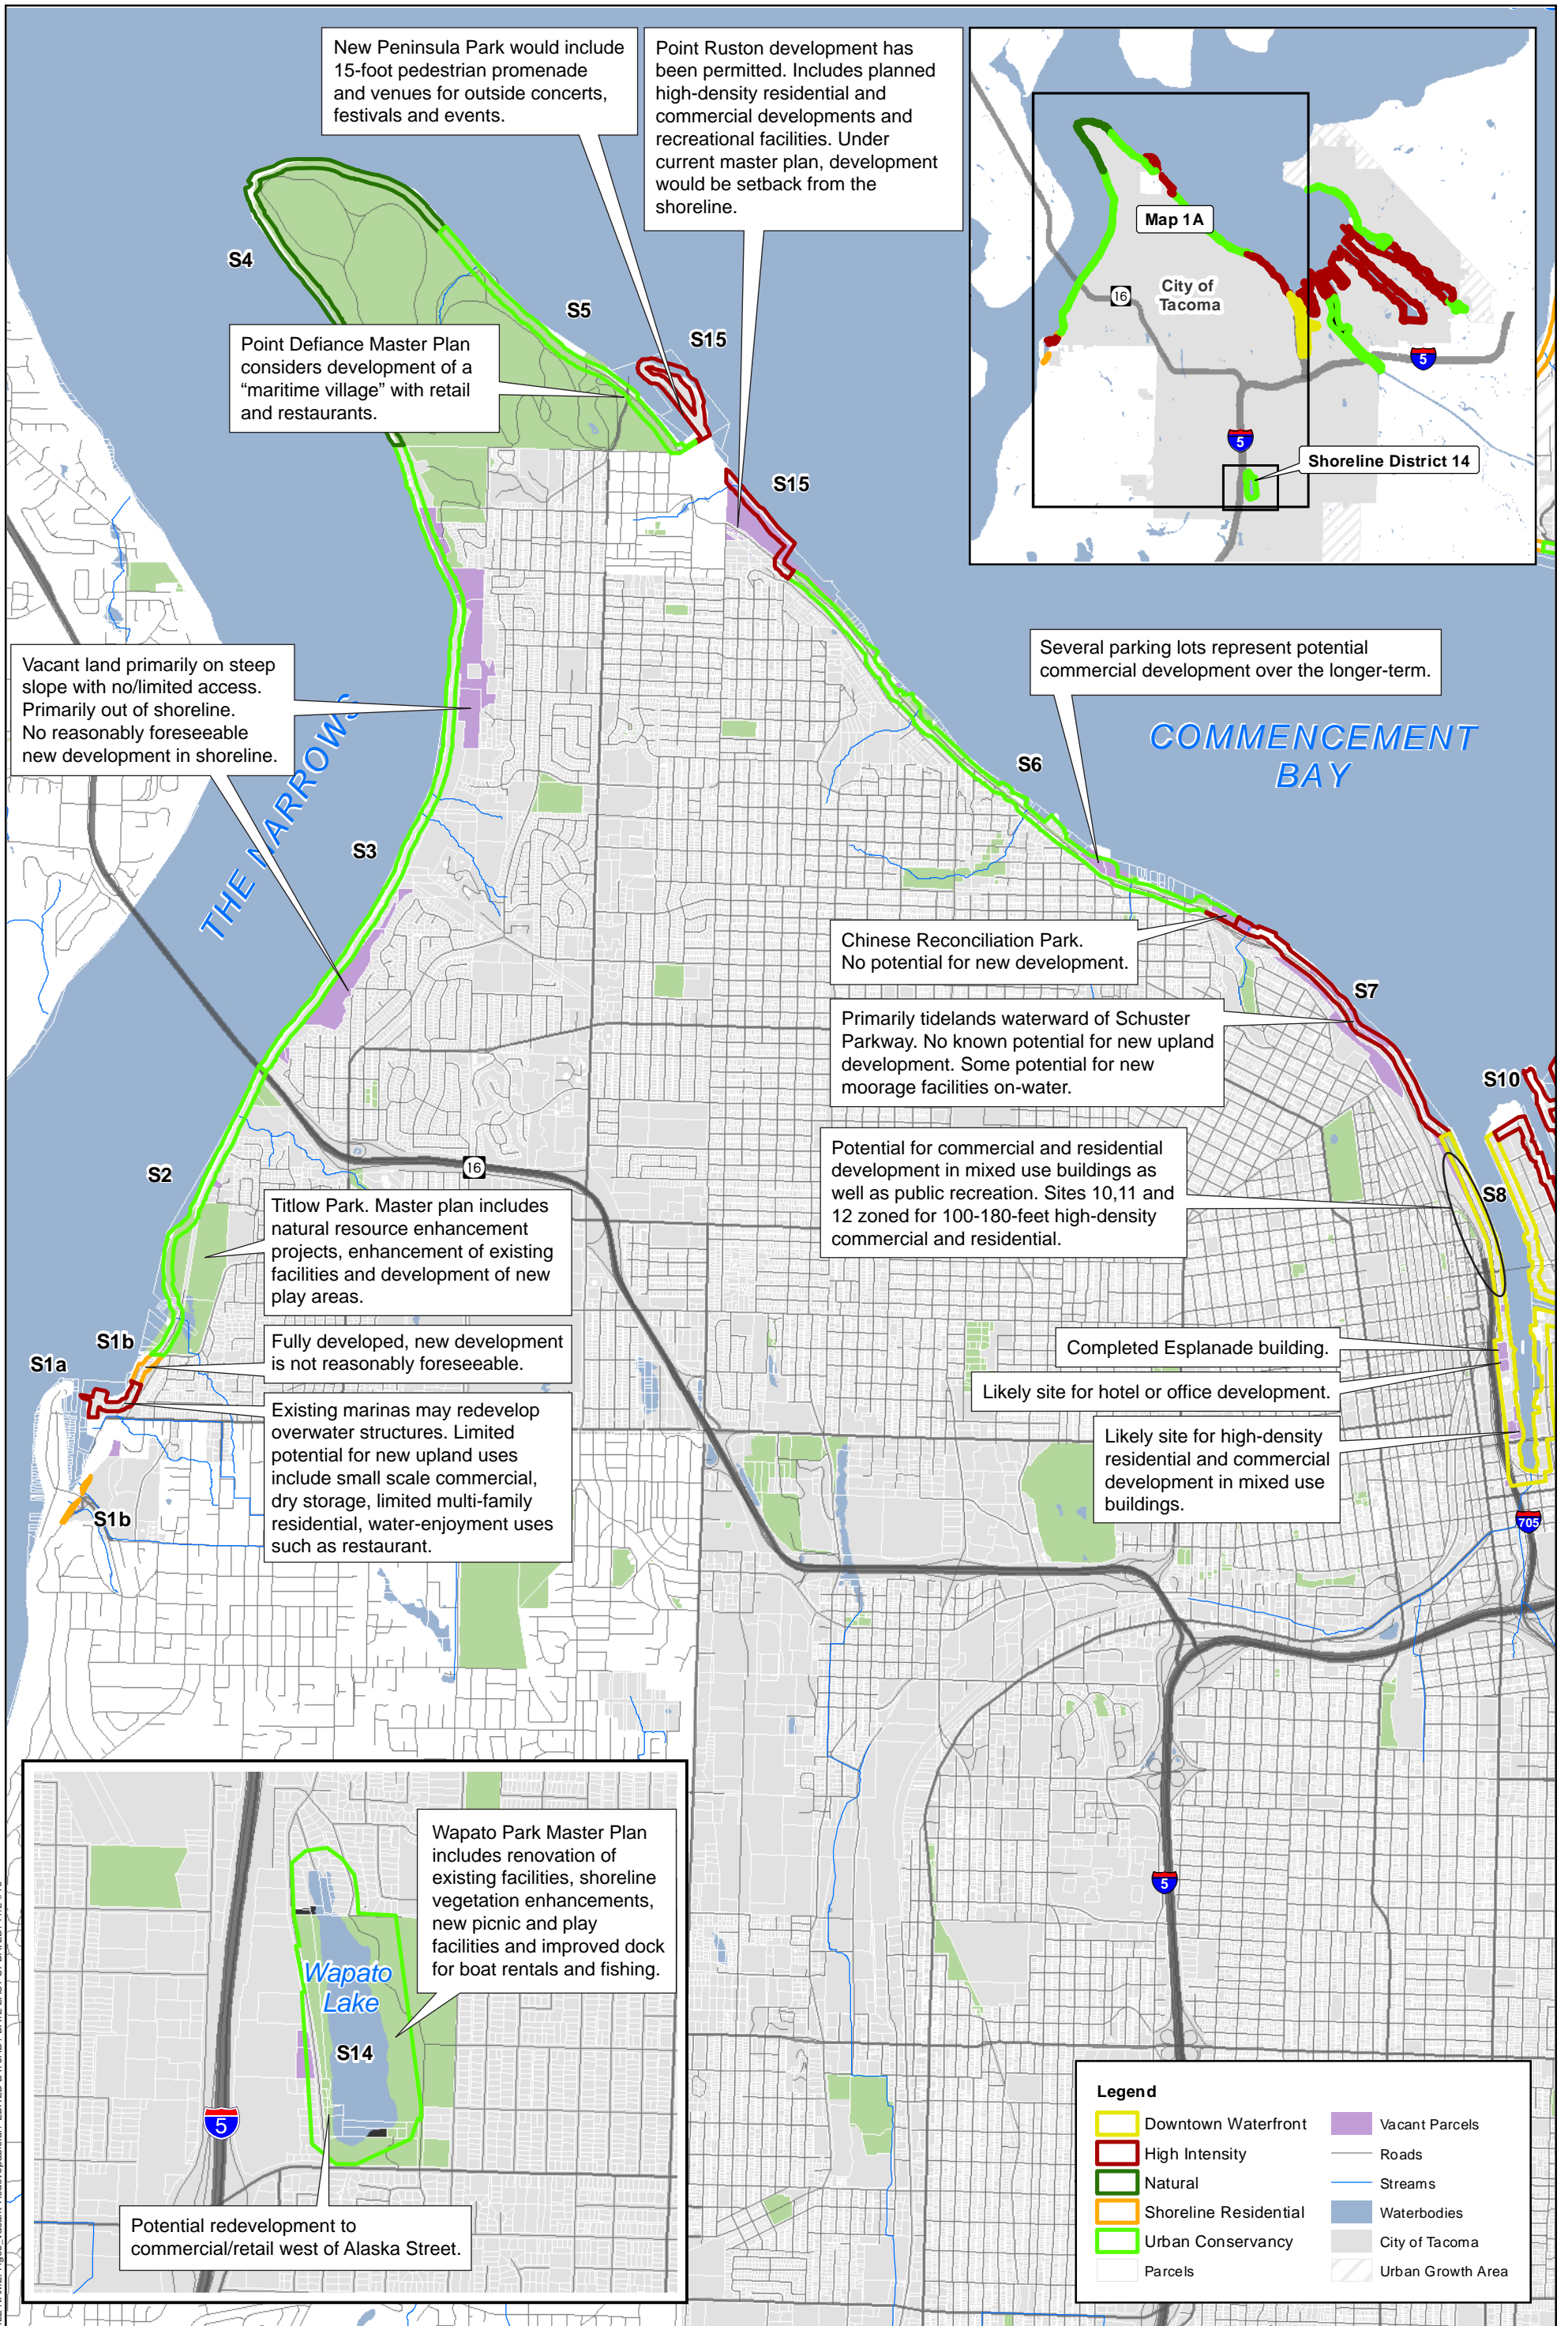 New Peninsula Park would include
15-foot pedestrian promenade
and venues for outside concerts,
festivals and events.
Point Ruston development has
been permitted. Includes planned
high-density residential and
commercial developments and
recreational facilities. Under
current master plan, development
would be setback from the
shoreline.
Map 1A
16
City of
Tacoma
5
5
Shoreline District 14
S4
S5
S15
Point Defiance Master Plan
considers development of a
“maritime village” with retail
and restaurants.
S15
Vacant land primarily on steep
slope with no/limited access.
Primarily out of shoreline.
No reasonably foreseeable
new development in shoreline.
Several parking lots represent potential
commercial development over the longer-term.
THE NARROWS
COMMENCEMENT
BAY
S6
S3
Chinese Reconciliation Park.
No potential for new development.
S7
Primarily tidelands waterward of Schuster
Parkway. No known potential for new upland
development. Some potential for new
moorage facilities on-water.
S10
Potential for commercial and residential
development in mixed use buildings as
well as public recreation. Sites 10,11 and
12 zoned for 100-180-feet high-density
commercial and residential.
S8
16
S2
Titlow Park. Master plan includes
natural resource enhancement
projects, enhancement of existing
facilities and development of new
play areas.
S1b
Fully developed, new development
is not reasonably foreseeable.
S1a
Completed Esplanade building.
Likely site for hotel or office development.
Existing marinas may redevelop
overwater structures. Limited
potential for new upland uses
include small scale commercial,
dry storage, limited multi-family
residential, water-enjoyment uses
such as restaurant.
Likely site for high-density
residential and commercial
development in mixed use
buildings.
S1b
705
5
Wapato Park Master Plan
includes renovation of
existing facilities, shoreline
vegetation enhancements,
new picnic and play
facilities and improved dock
for boat rentals and fishing.
Wapato
Lake
S14
5
Potential redevelopment to
commercial/retail west of Alaska Street.
Legend
Downtown Waterfront
High Intensity
Natural
Shoreline Residential
Urban Conservancy
Parcels
Vacant Parcels
Roads
Streams
Waterbodies
City of Tacoma
Urban Growth Area